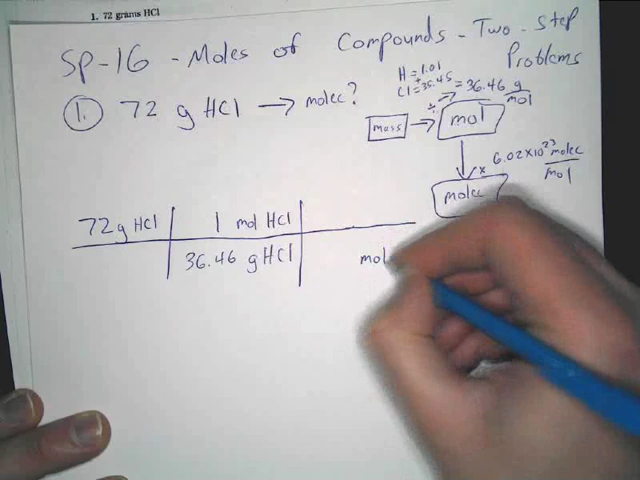 1. 72 grams HCl
SP-16 - Moles of Compounds - Two-Step Problems
H = 1.01
+
Cl = 35.45 = 36.46 g/mol
1. 72 g HCl → molec?
mass → ÷ mol
x 6.02x10^23 molec/mol
molec
72g HCl | 1 mol HCl |
36.46 g HCl | mol